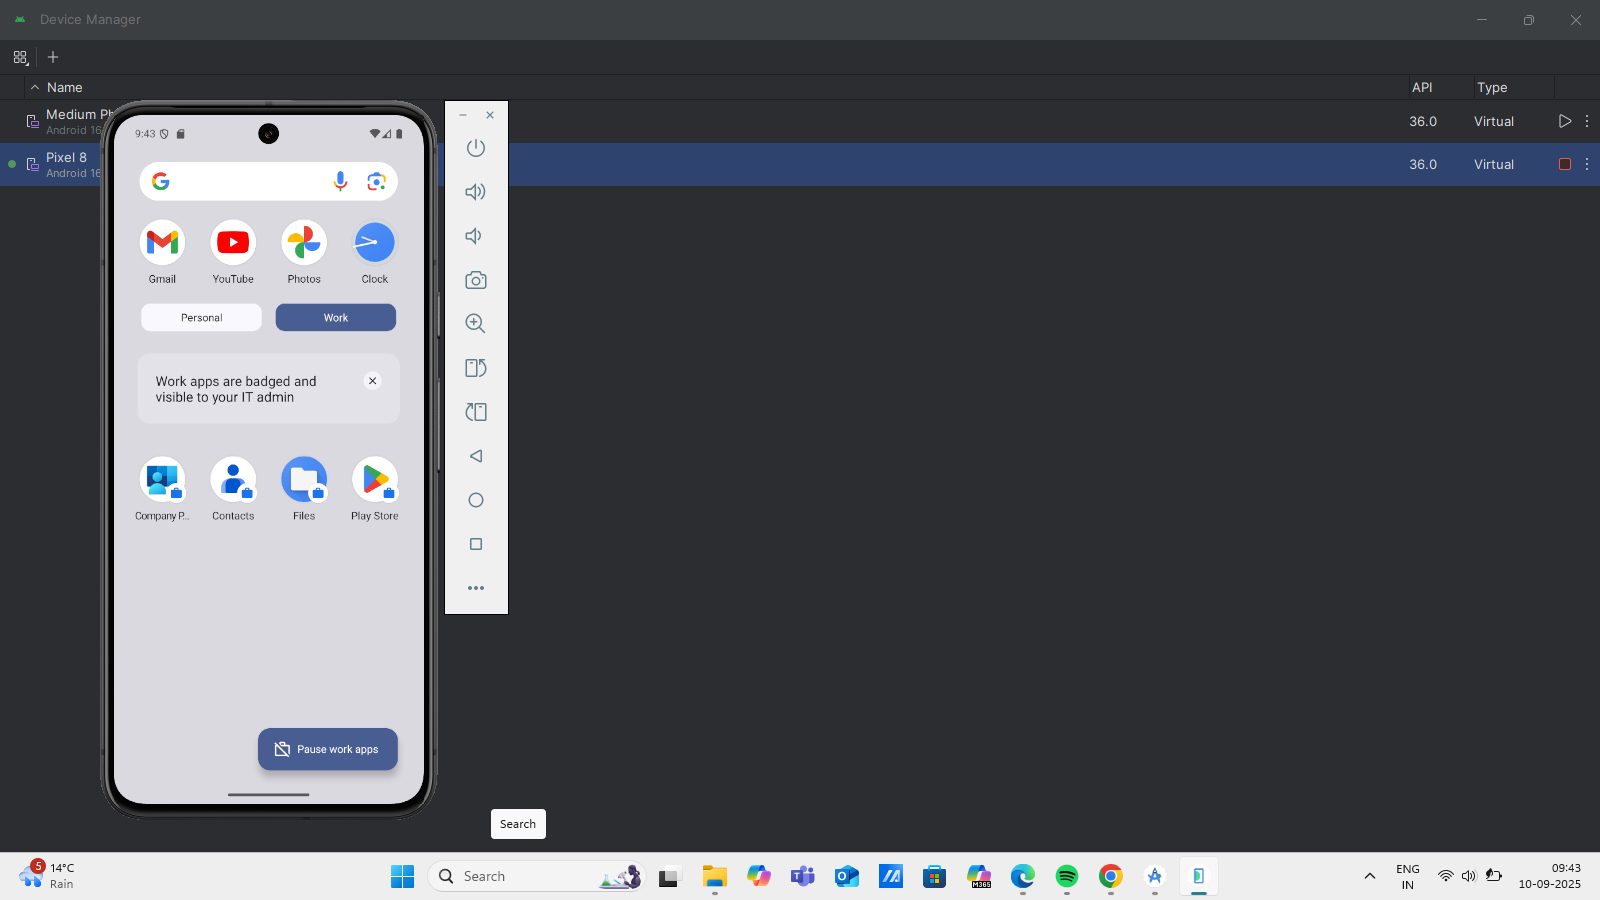 Device Manager
Name
API
Type
Medium Ph
Android 16
36.0
Virtual
Pixel 8
Android 16
36.0
Virtual
9:43
Gmail
YouTube
Photos
Clock
Personal
Work
Work apps are badged and
visible to your IT admin
Company P...
Contacts
Files
Play Store
Pause work apps
Search
5
14°C
Rain
Search
M365
ENG
IN
09:43
10-09-2025